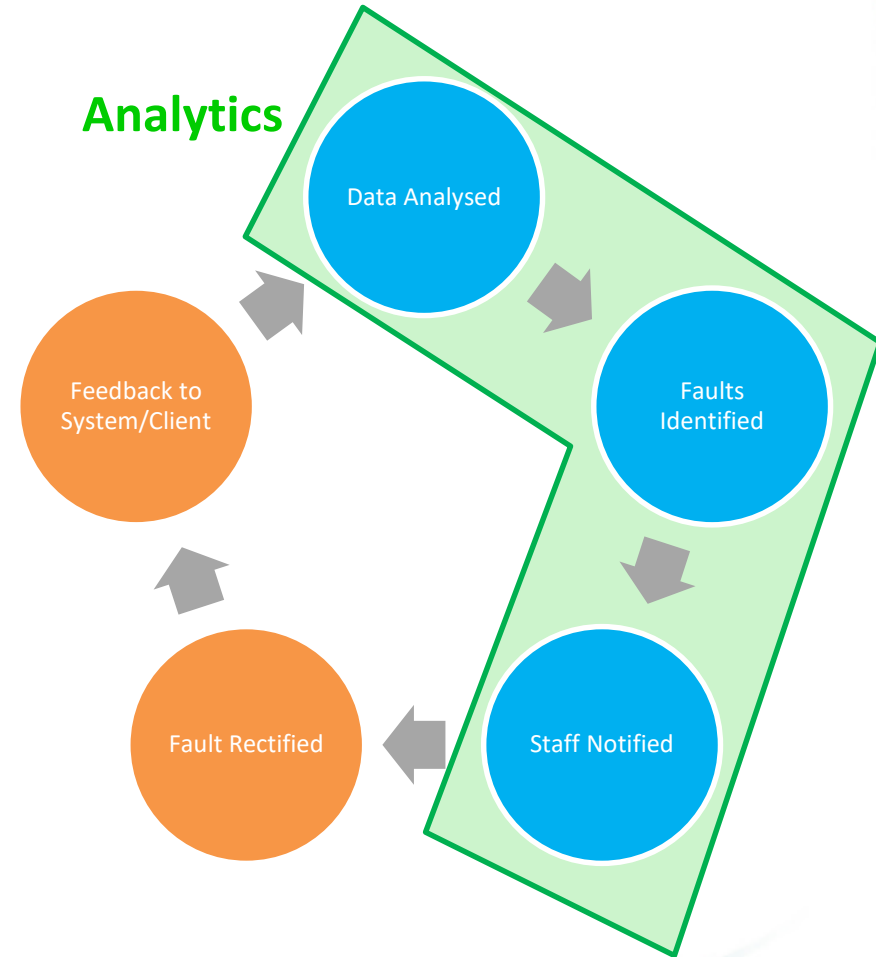 Analytics
Data Analysed
Faults
Identified
Staff Notified
Fault Rectified
Feedback to
System/Client